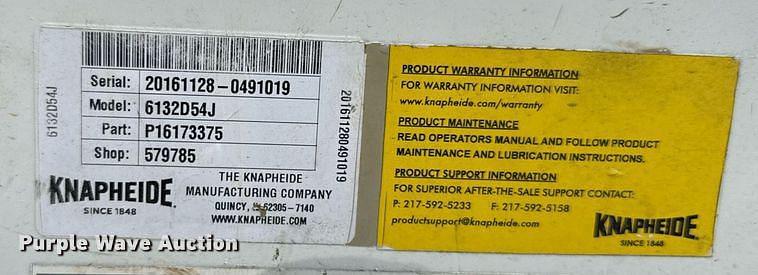 Serial: 20161128-0491019
Model: 6132D54J
Part: P16173375
Shop: 579785
6132D54J
201611280491019
KNAPHEIDE.
SINCE 1848
THE KNAPHEIDE
MANUFACTURING COMPANY
QUINCY, 62305-7140
WWW.KNAPHEIDE.COM
PRODUCT WARRANTY INFORMATION
FOR WARRANTY INFORMATION VISIT:
www.knapheide.com/warranty
PRODUCT MAINTENANCE
READ OPERATORS MANUAL AND FOLLOW PRODUCT
MAINTENANCE AND LUBRICATION INSTRUCTIONS.
PRODUCT SUPPORT INFORMATION
FOR SUPERIOR AFTER-THE-SALE SUPPORT CONTACT:
P: 217-592-5233 F: 217-592-5158
productsupport@knapheide.com
KNAPHEIDE.
SINCE 1848
Purple Wave Auction